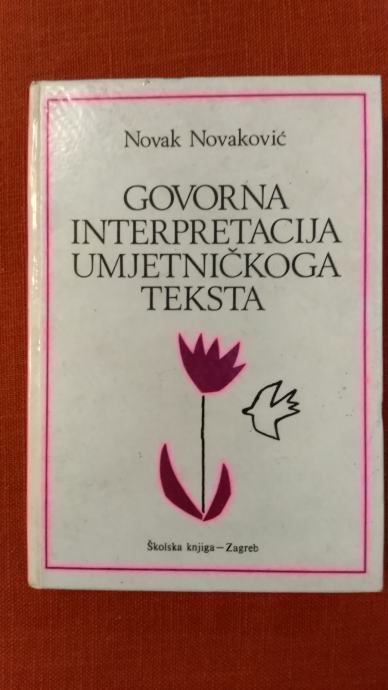 Novak Novaković
GOVORNA
INTERPRETACIJA
UMJETNIČKOGA
TEKSTA
Školska knjiga – Zagreb